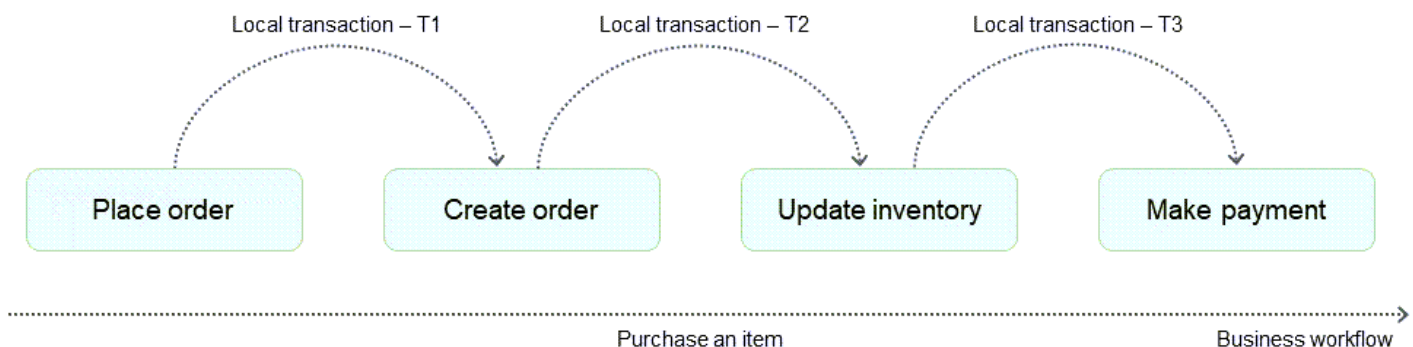 Local transaction – T1
Local transaction – T2
Local transaction – T3
Place order
Create order
Update inventory
Make payment
Purchase an item
Business workflow